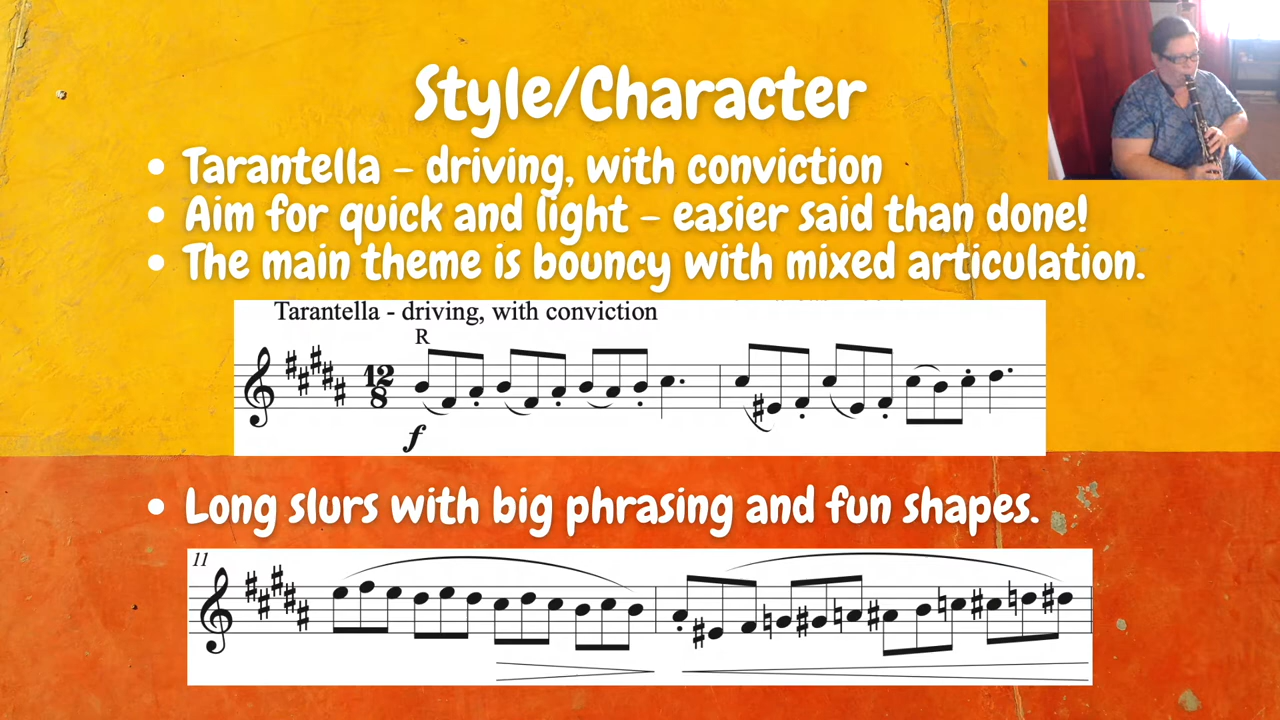 Style/Character
• Tarantella – driving, with conviction
• Aim for quick and light – easier said than done!
• The main theme is bouncy with mixed articulation.
Tarantella - driving, with conviction
R
12
8
f
• Long slurs with big phrasing and fun shapes.
11